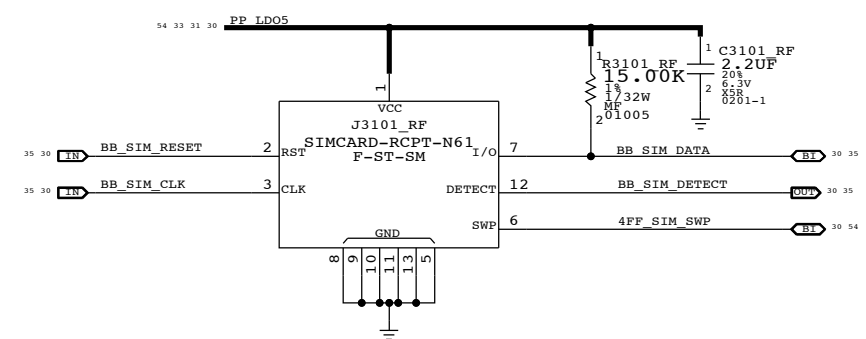 54 33 31 30 PP_LDO5
1
VCC
J3101_RF
SIMCARD-RCPT-N61
F-ST-SM
1
R3101_RF
15.00K
1%
1/32W
MF
01005
2
1
C3101_RF
2.2UF
20%
6.3V
X5R
0201-1
2
35 30 IN BB_SIM_RESET 2 RST
35 30 IN BB_SIM_CLK 3 CLK
I/O 7 BB_SIM_DATA BI 30 35
DETECT 12 BB_SIM_DETECT OUT 30 35
SWP 6 4FF_SIM_SWP BI 30 54
GND
8 9 10 11 13 5